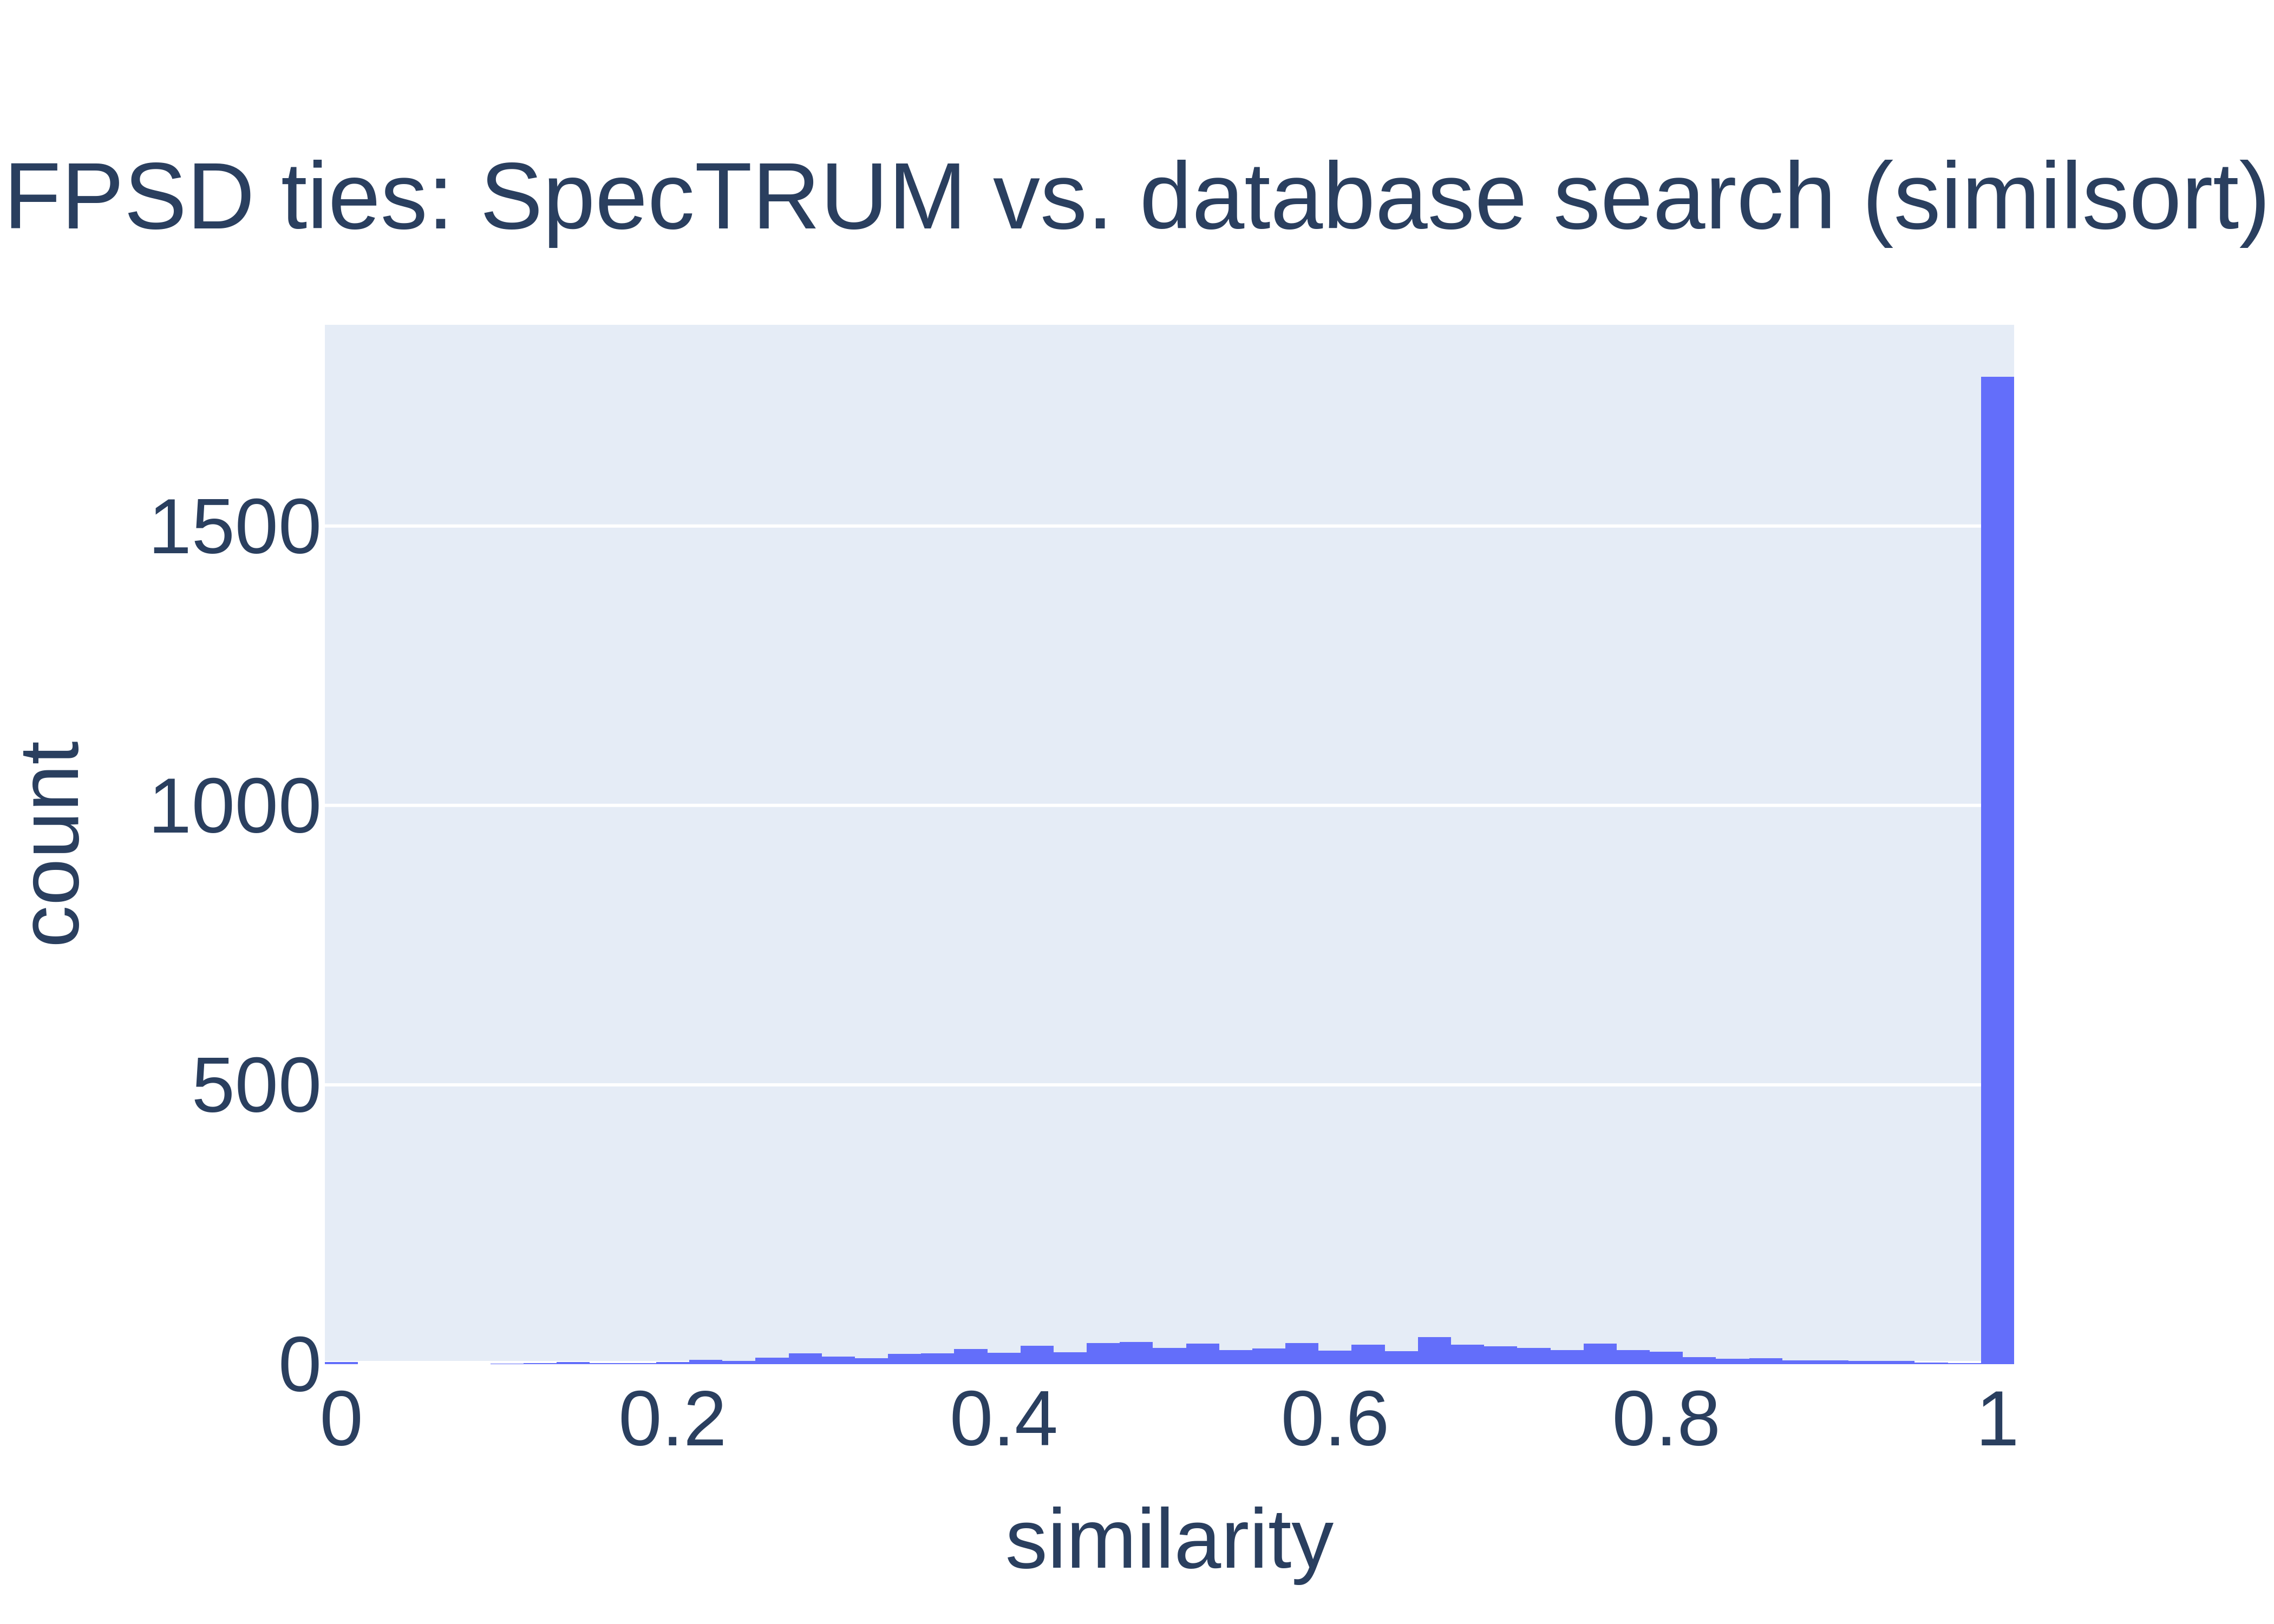 FPSD ties: SpecTRUM vs. database search (similsort)
1500
1000
500
0
count
0 0.2 0.4 0.6 0.8 1
similarity